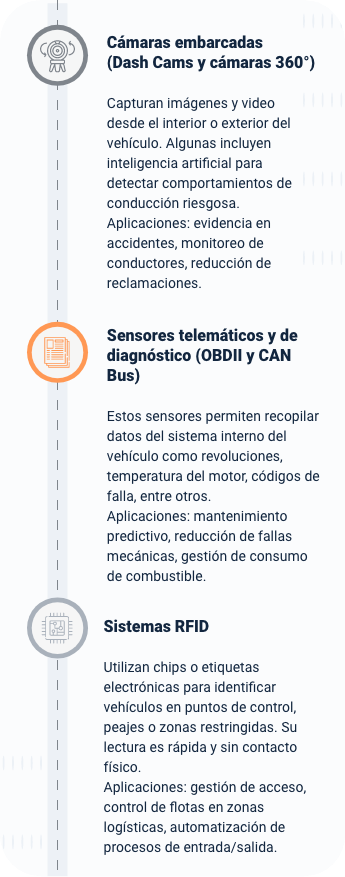 Cámaras embarcadas
(Dash Cams y cámaras 360°)
Capturan imágenes y video
desde el interior o exterior del
vehículo. Algunas incluyen
inteligencia artificial para
detectar comportamientos de
conducción riesgosa.
Aplicaciones: evidencia en
accidentes, monitoreo de
conductores, reducción de
reclamaciones.
Sensores telemáticos y de
diagnóstico (OBDII y CAN
Bus)
Estos sensores permiten recopilar
datos del sistema interno del
vehículo como revoluciones,
temperatura del motor, códigos de
falla, entre otros.
Aplicaciones: mantenimiento
predictivo, reducción de fallas
mecánicas, gestión de consumo
de combustible.
Sistemas RFID
Utilizan chips o etiquetas
electrónicas para identificar
vehículos en puntos de control,
peajes o zonas restringidas. Su
lectura es rápida y sin contacto
físico.
Aplicaciones: gestión de acceso,
control de flotas en zonas
logísticas, automatización de
procesos de entrada/salida.